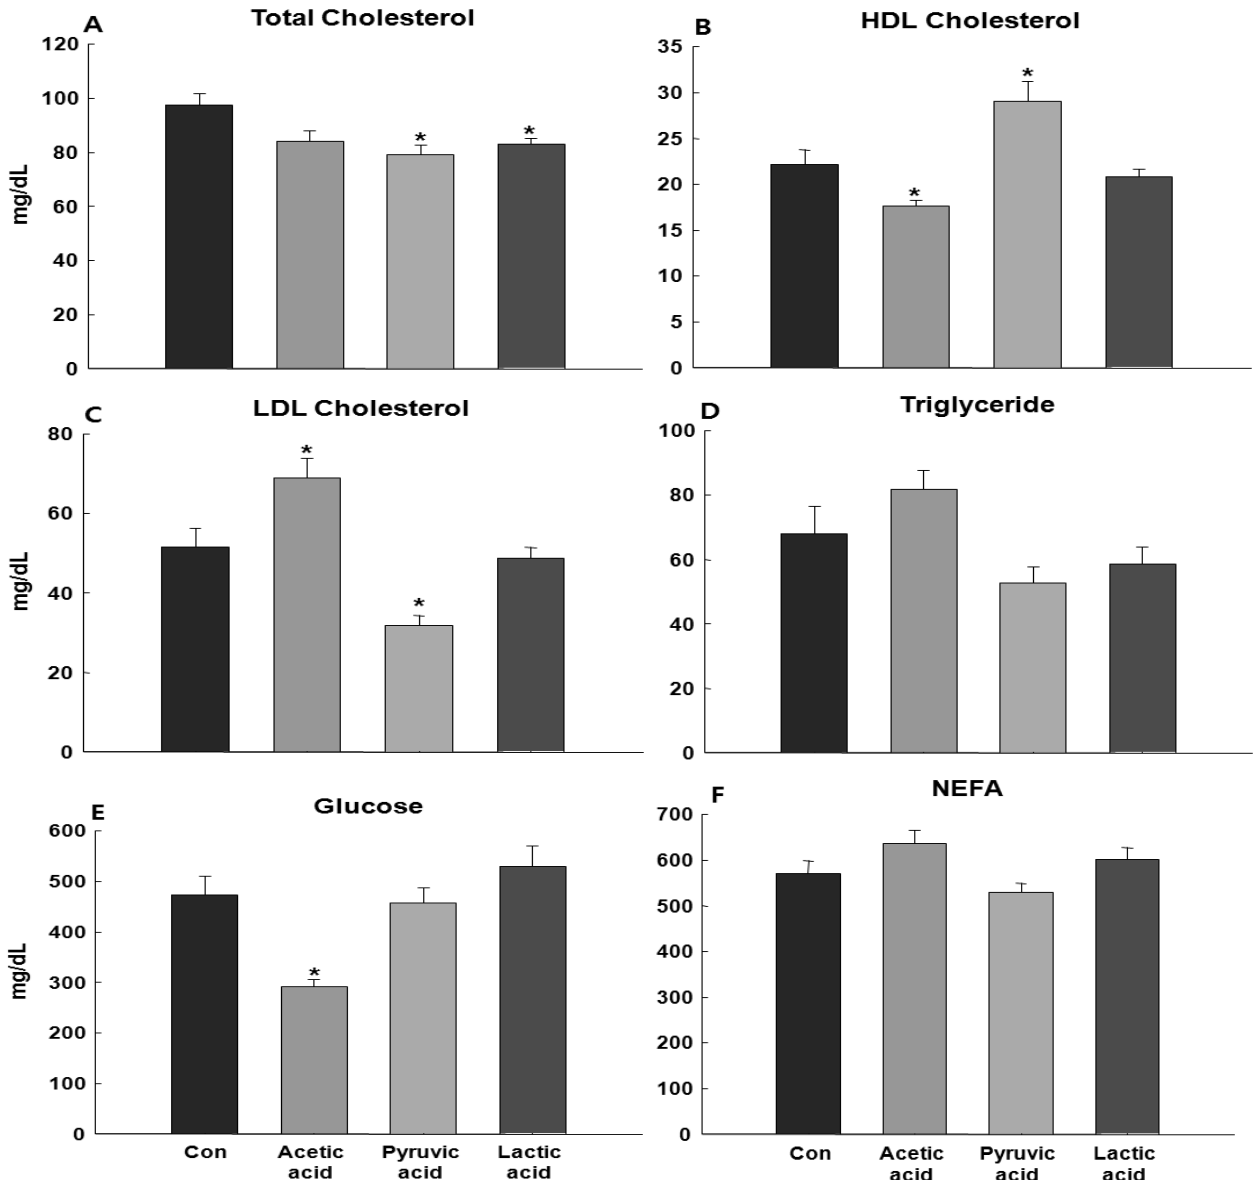 A
Total Cholesterol
120
100
80
60
40
20
0
mg/dL
*
*
B
HDL Cholesterol
35
30
25
20
15
10
5
0
*
*
C
LDL Cholesterol
80
60
40
20
0
mg/dL
*
*
D
Triglyceride
100
80
60
40
20
0
E
Glucose
600
500
400
300
200
100
0
mg/dL
*
Con
Acetic
acid
Pyruvic
acid
Lactic
acid
F
NEFA
700
600
500
400
300
200
100
0
Con
Acetic
acid
Pyruvic
acid
Lactic
acid